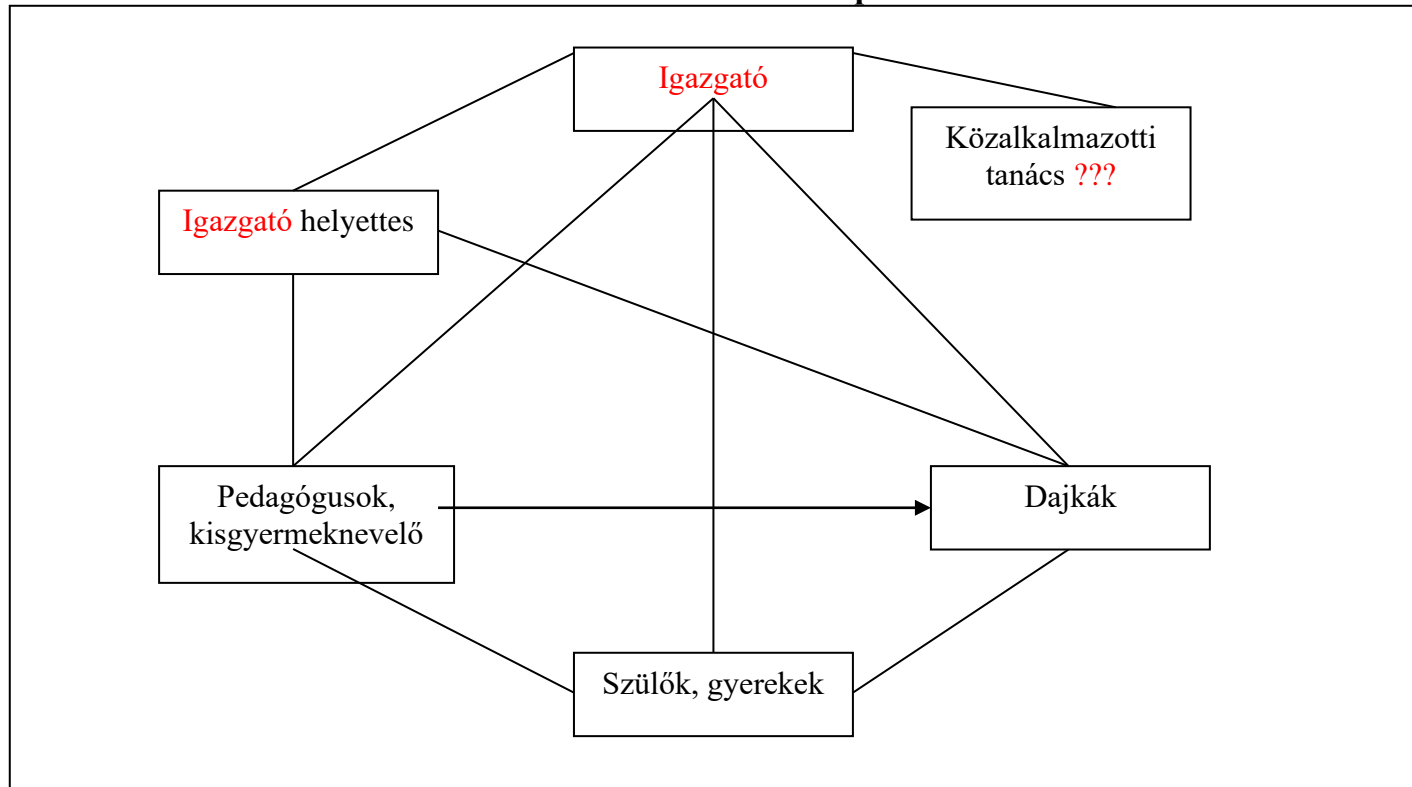 Igazgató
Közalkalmazotti
tanács ???
Igazgató helyettes
Pedagógusok,
kisgyermeknevelő
Dajkák
Szülők, gyerekek